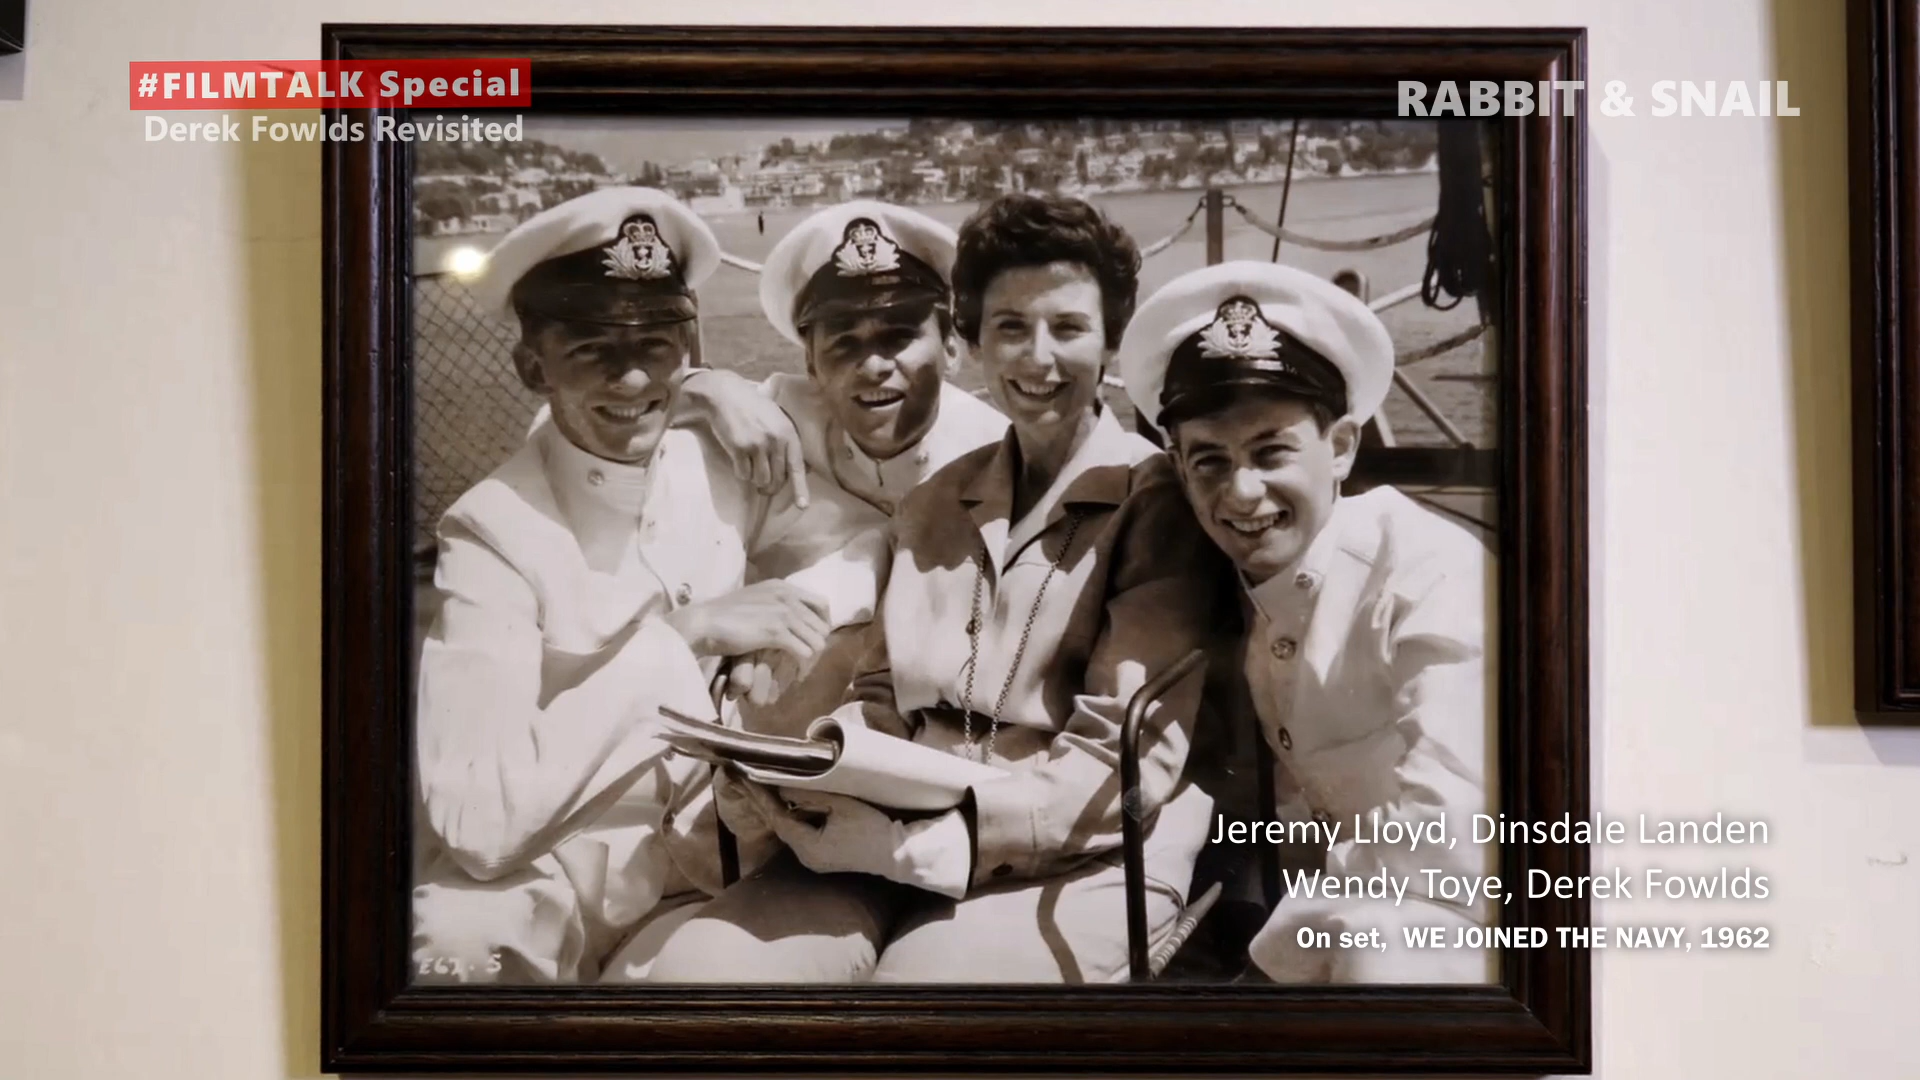 #FILMTALK Special
Derek Fowlds Revisited
RABBIT & SNAIL
Jeremy Lloyd, Dinsdale Landen
Wendy Toye, Derek Fowlds
On set, WE JOINED THE NAVY, 1962